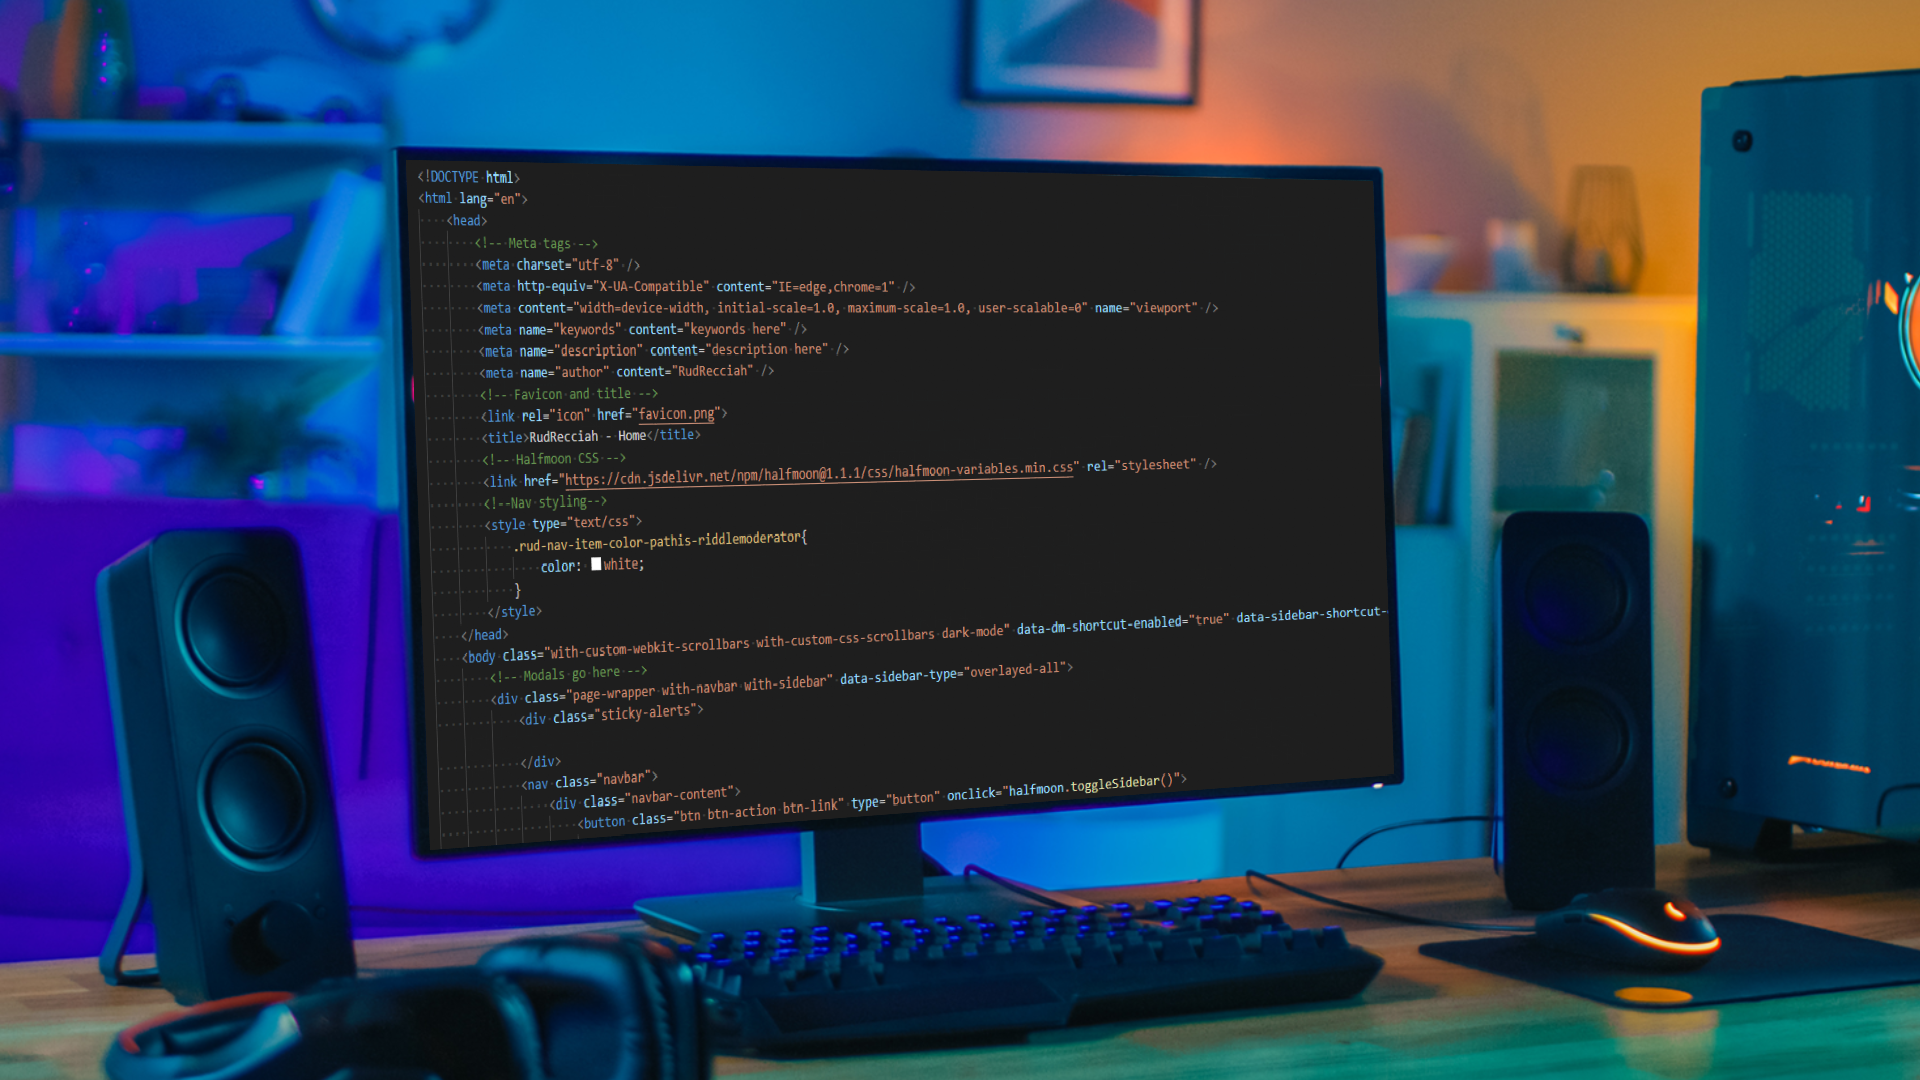 <!DOCTYPE html>
<html lang="en">
<head>
<!-- Meta tags -->
<meta charset="utf-8" />
<meta http-equiv="X-UA-Compatible" content="IE=edge,chrome=1" />
<meta content="width=device-width, initial-scale=1.0, maximum-scale=1.0, user-scalable=0" name="viewport" />
<meta name="keywords" content="keywords here" />
<meta name="description" content="description here" />
<meta name="author" content="RudRecciah" />
<!-- Favicon and title -->
<link rel="icon" href="favicon.png">
<title>RudRecciah - Home</title>
<!-- Halfmoon CSS -->
<link href="https://cdn.jsdelivr.net/npm/halfmoon@1.1.1/css/halfmoon-variables.min.css" rel="stylesheet" />
<!--Nav styling-->
<style type="text/css">
.rud-nav-item-color-pathis-riddlemoderator{
color: white;
}
</style>
</head>
<body class="with-custom-webkit-scrollbars with-custom-css-scrollbars dark-mode" data-dm-shortcut-enabled="true" data-sidebar-shortcut-
<!-- Modals go here -->
<div class="page-wrapper with-navbar with-sidebar" data-sidebar-type="overlayed-all">
<div class="sticky-alerts">
</div>
<nav class="navbar">
<div class="navbar-content">
<button class="btn btn-action btn-link" type="button" onclick="halfmoon.toggleSidebar()">